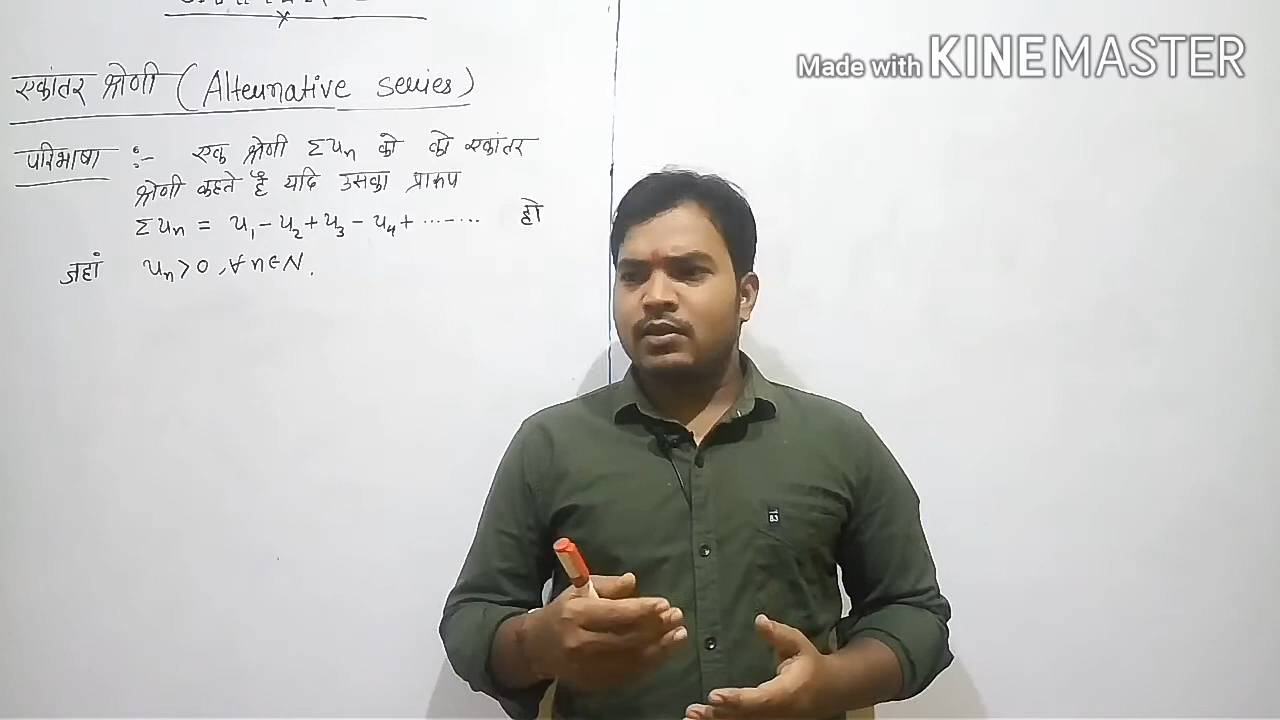 Made with KINEMASTER
एकांतर श्रेणी (Alternative series)
परिभाषा :- एक श्रेणी Σuₙ को को एकांतर
श्रेणी कहते हैं यदि उसका प्रारूप
Σuₙ = u₁ - u₂ + u₃ - u₄ + ....... हो
जहां uₙ > 0, ∀ n ∈ N.
83